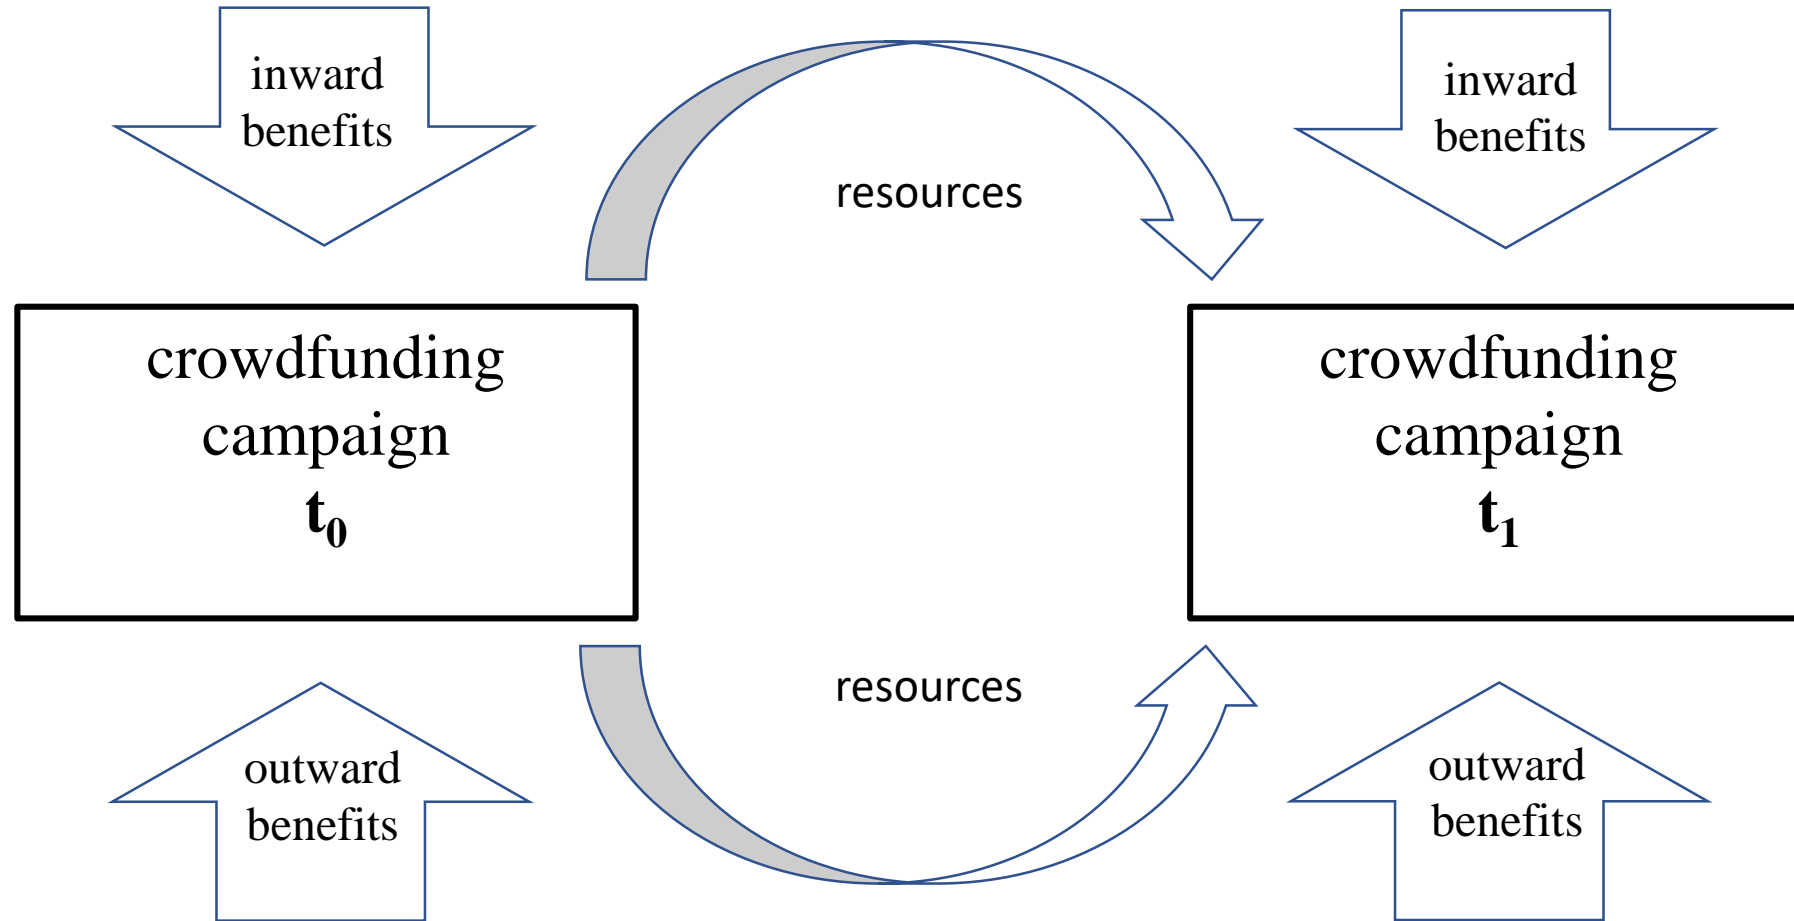 inward
benefits
resources
inward
benefits
crowdfunding
campaign
t₀
crowdfunding
campaign
t₁
outward
benefits
resources
outward
benefits